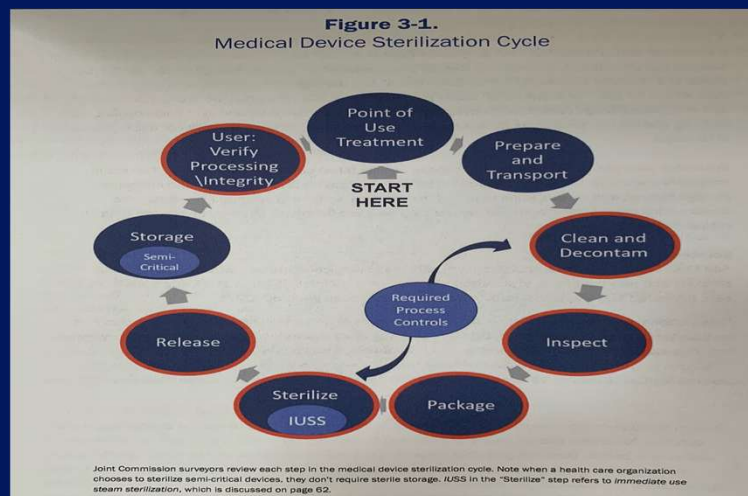 Figure 3-1.
Medical Device Sterilization Cycle
Point of
Use
Treatment
START
HERE
Prepare
and
Transport
Clean and
Decontam
Inspect
Package
Sterilize
IUSS
Release
Storage
Semi-
Critical
User:
Verify
Processing
\Integrity
Required
Process
Controls
Joint Commission surveyors review each step in the medical device sterilization cycle. Note when a health care organization
chooses to sterilize semi-critical devices, they don't require sterile storage. IUSS in the "Sterilize" step refers to immediate use
steam sterilization, which is discussed on page 62.